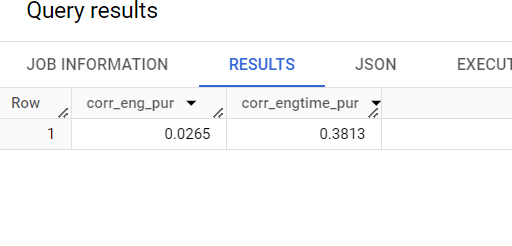 Query results
JOB INFORMATION RESULTS JSON EXECUT
Row corr_eng_pur corr_engtime_pur
1 0.0265 0.3813